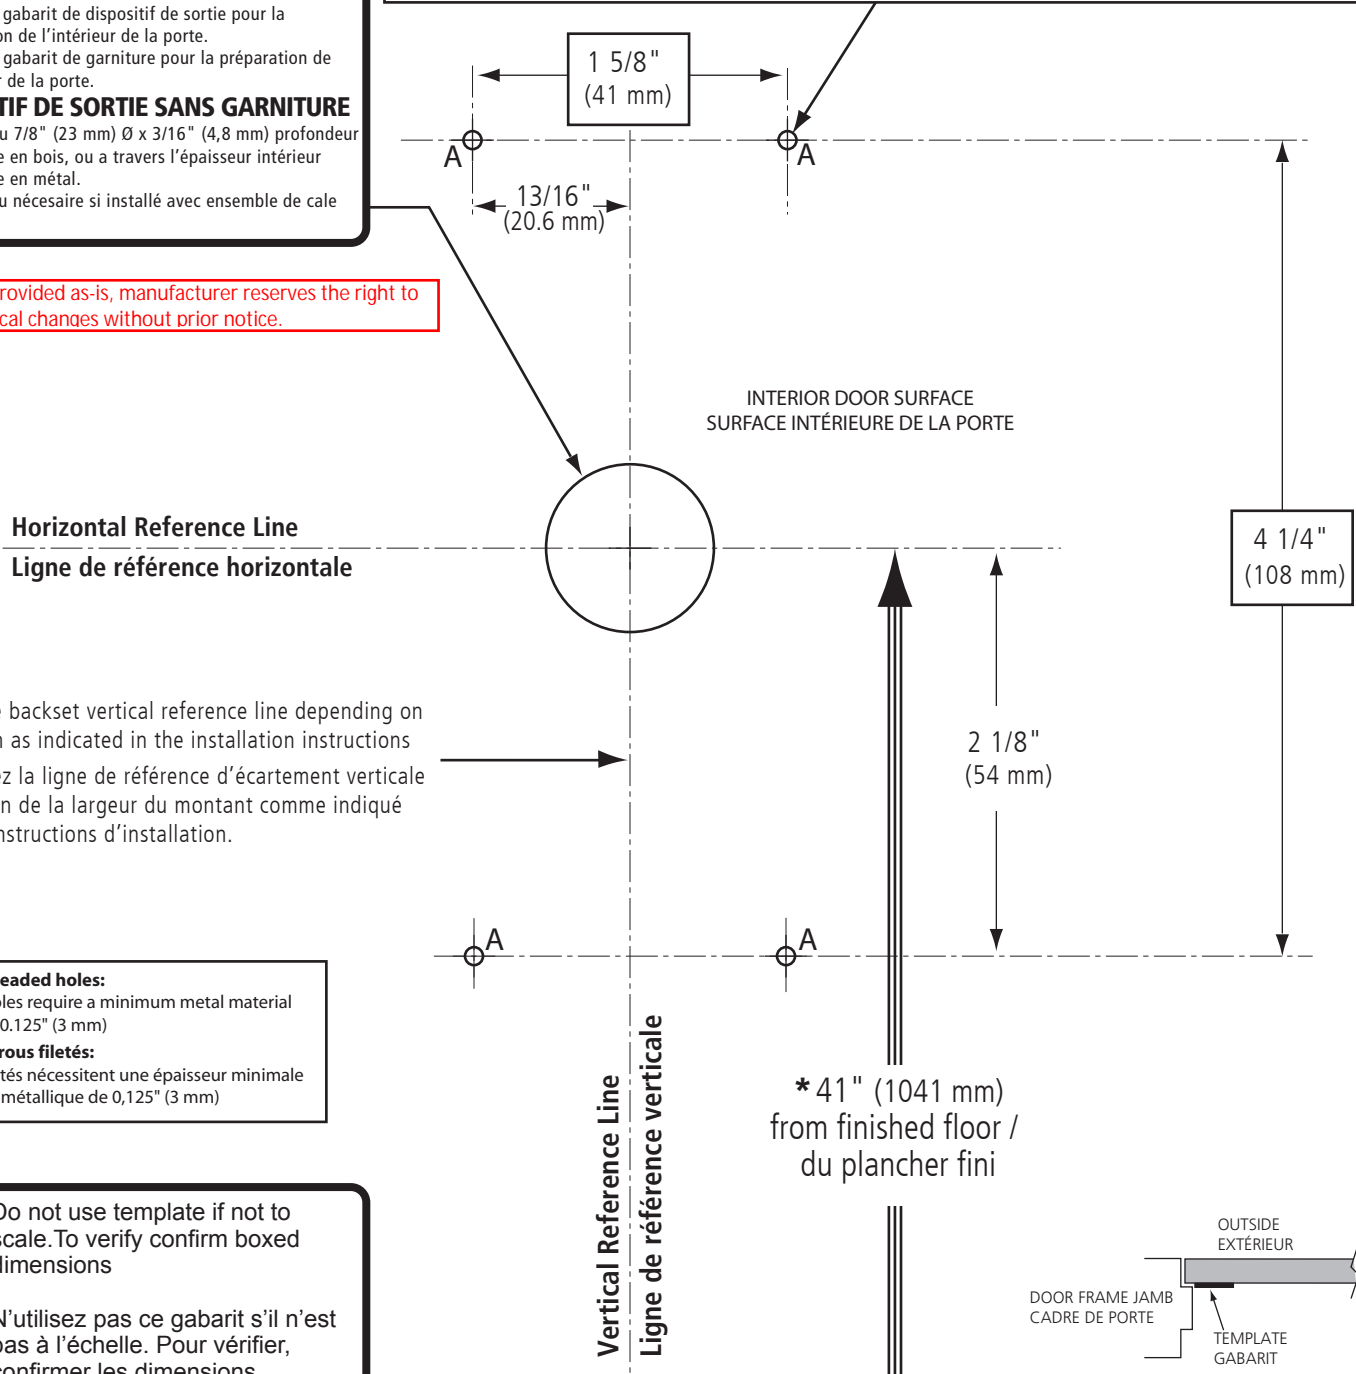 gabarit de dispositif de sortie pour la
on de l'intérieur de la porte.
gabarit de garniture pour la préparation de
r de la porte.
TIF DE SORTIE SANS GARNITURE
u 7/8" (23 mm) Ø x 3/16" (4,8 mm) profondeur
e en bois, ou a travers l'épaisseur intérieur
e en métal.
u nécesaire si installé avec ensemble de cale
rovided as-is, manufacturer reserves the right to
cal changes without prior notice.
1 5/8"
(41 mm)
A
A
13/16"
(20.6 mm)
INTERIOR DOOR SURFACE
SURFACE INTÉRIEURE DE LA PORTE
Horizontal Reference Line
Ligne de référence horizontale
4 1/4"
(108 mm)
e backset vertical reference line depending on
n as indicated in the installation instructions
ez la ligne de référence d'écartement verticale
n de la largeur du montant comme indiqué
nstructions d'installation.
2 1/8"
(54 mm)
A
A
eaded holes:
les require a minimum metal material
0.125" (3 mm)
rous filetés:
tés nécessitent une épaisseur minimale
métallique de 0,125" (3 mm)
Vertical Reference Line
Ligne de référence verticale
*41" (1041 mm)
from finished floor /
du plancher fini
Do not use template if not to
scale.To verify confirm boxed
dimensions
N'utilisez pas ce gabarit s'il n'est
pas à l'échelle. Pour vérifier,
confirmer les dimensions
OUTSIDE
EXTÉRIEUR
DOOR FRAME JAMB
CADRE DE PORTE
TEMPLATE
GABARIT